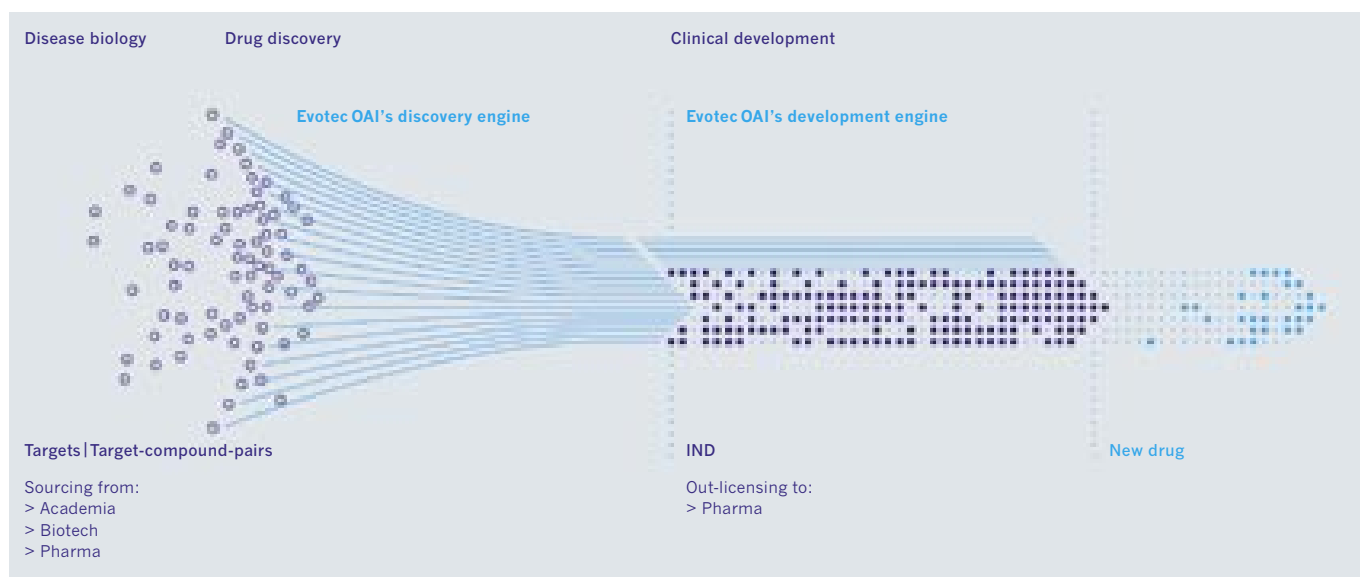 Disease biology
Drug discovery
Clinical development
Evotec OAI's discovery engine
Evotec OAI's development engine
Targets | Target-compound-pairs
IND
New drug
Sourcing from:
> Academia
> Biotech
> Pharma
Out-licensing to:
> Pharma